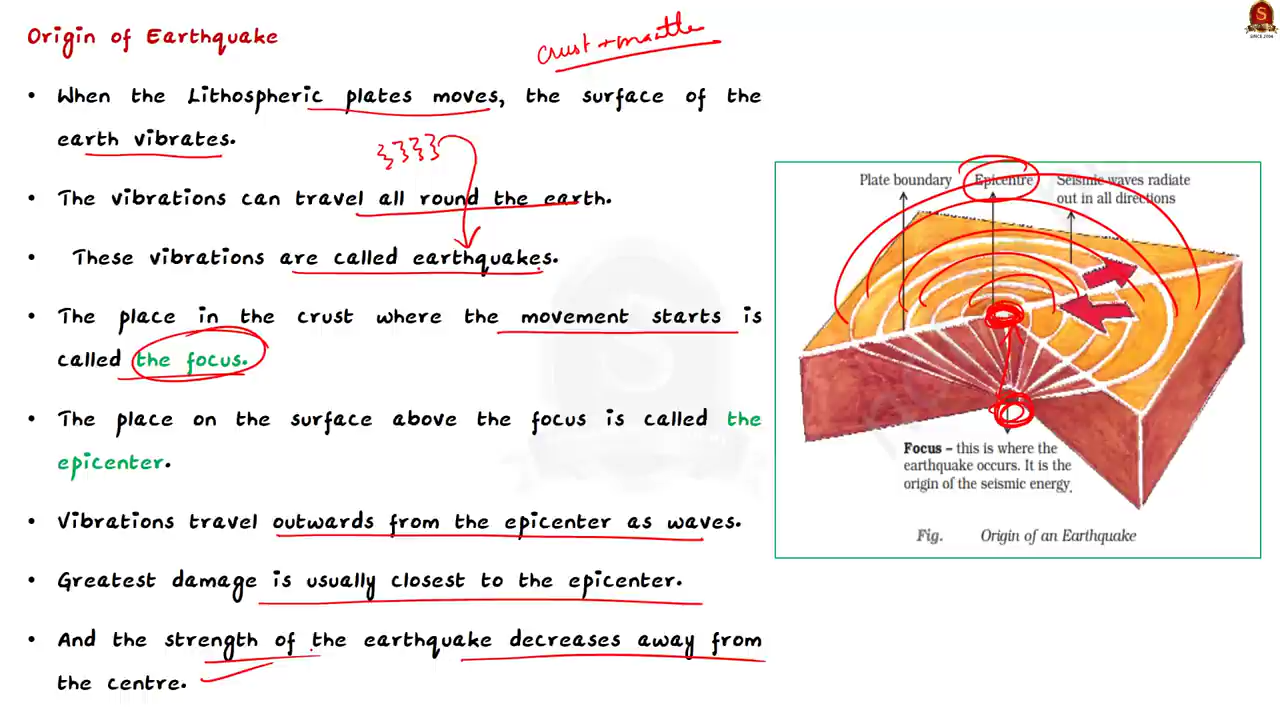 Origin of Earthquake
crust + mantle
• When the Lithospheric plates moves, the surface of the
earth vibrates.
• The vibrations can travel all round the earth.
• These vibrations are called earthquakes.
• The place in the crust where the movement starts is
called the focus.
• The place on the surface above the focus is called the
epicenter.
• Vibrations travel outwards from the epicenter as waves.
• Greatest damage is usually closest to the epicenter.
• And the strength of the earthquake decreases away from
the centre.
S
SINCE 2004
Plate boundary
Epicentre
Seismic waves radiate
out in all directions
Focus – this is where the
earthquake occurs. It is the
origin of the seismic energy.
Fig. Origin of an Earthquake